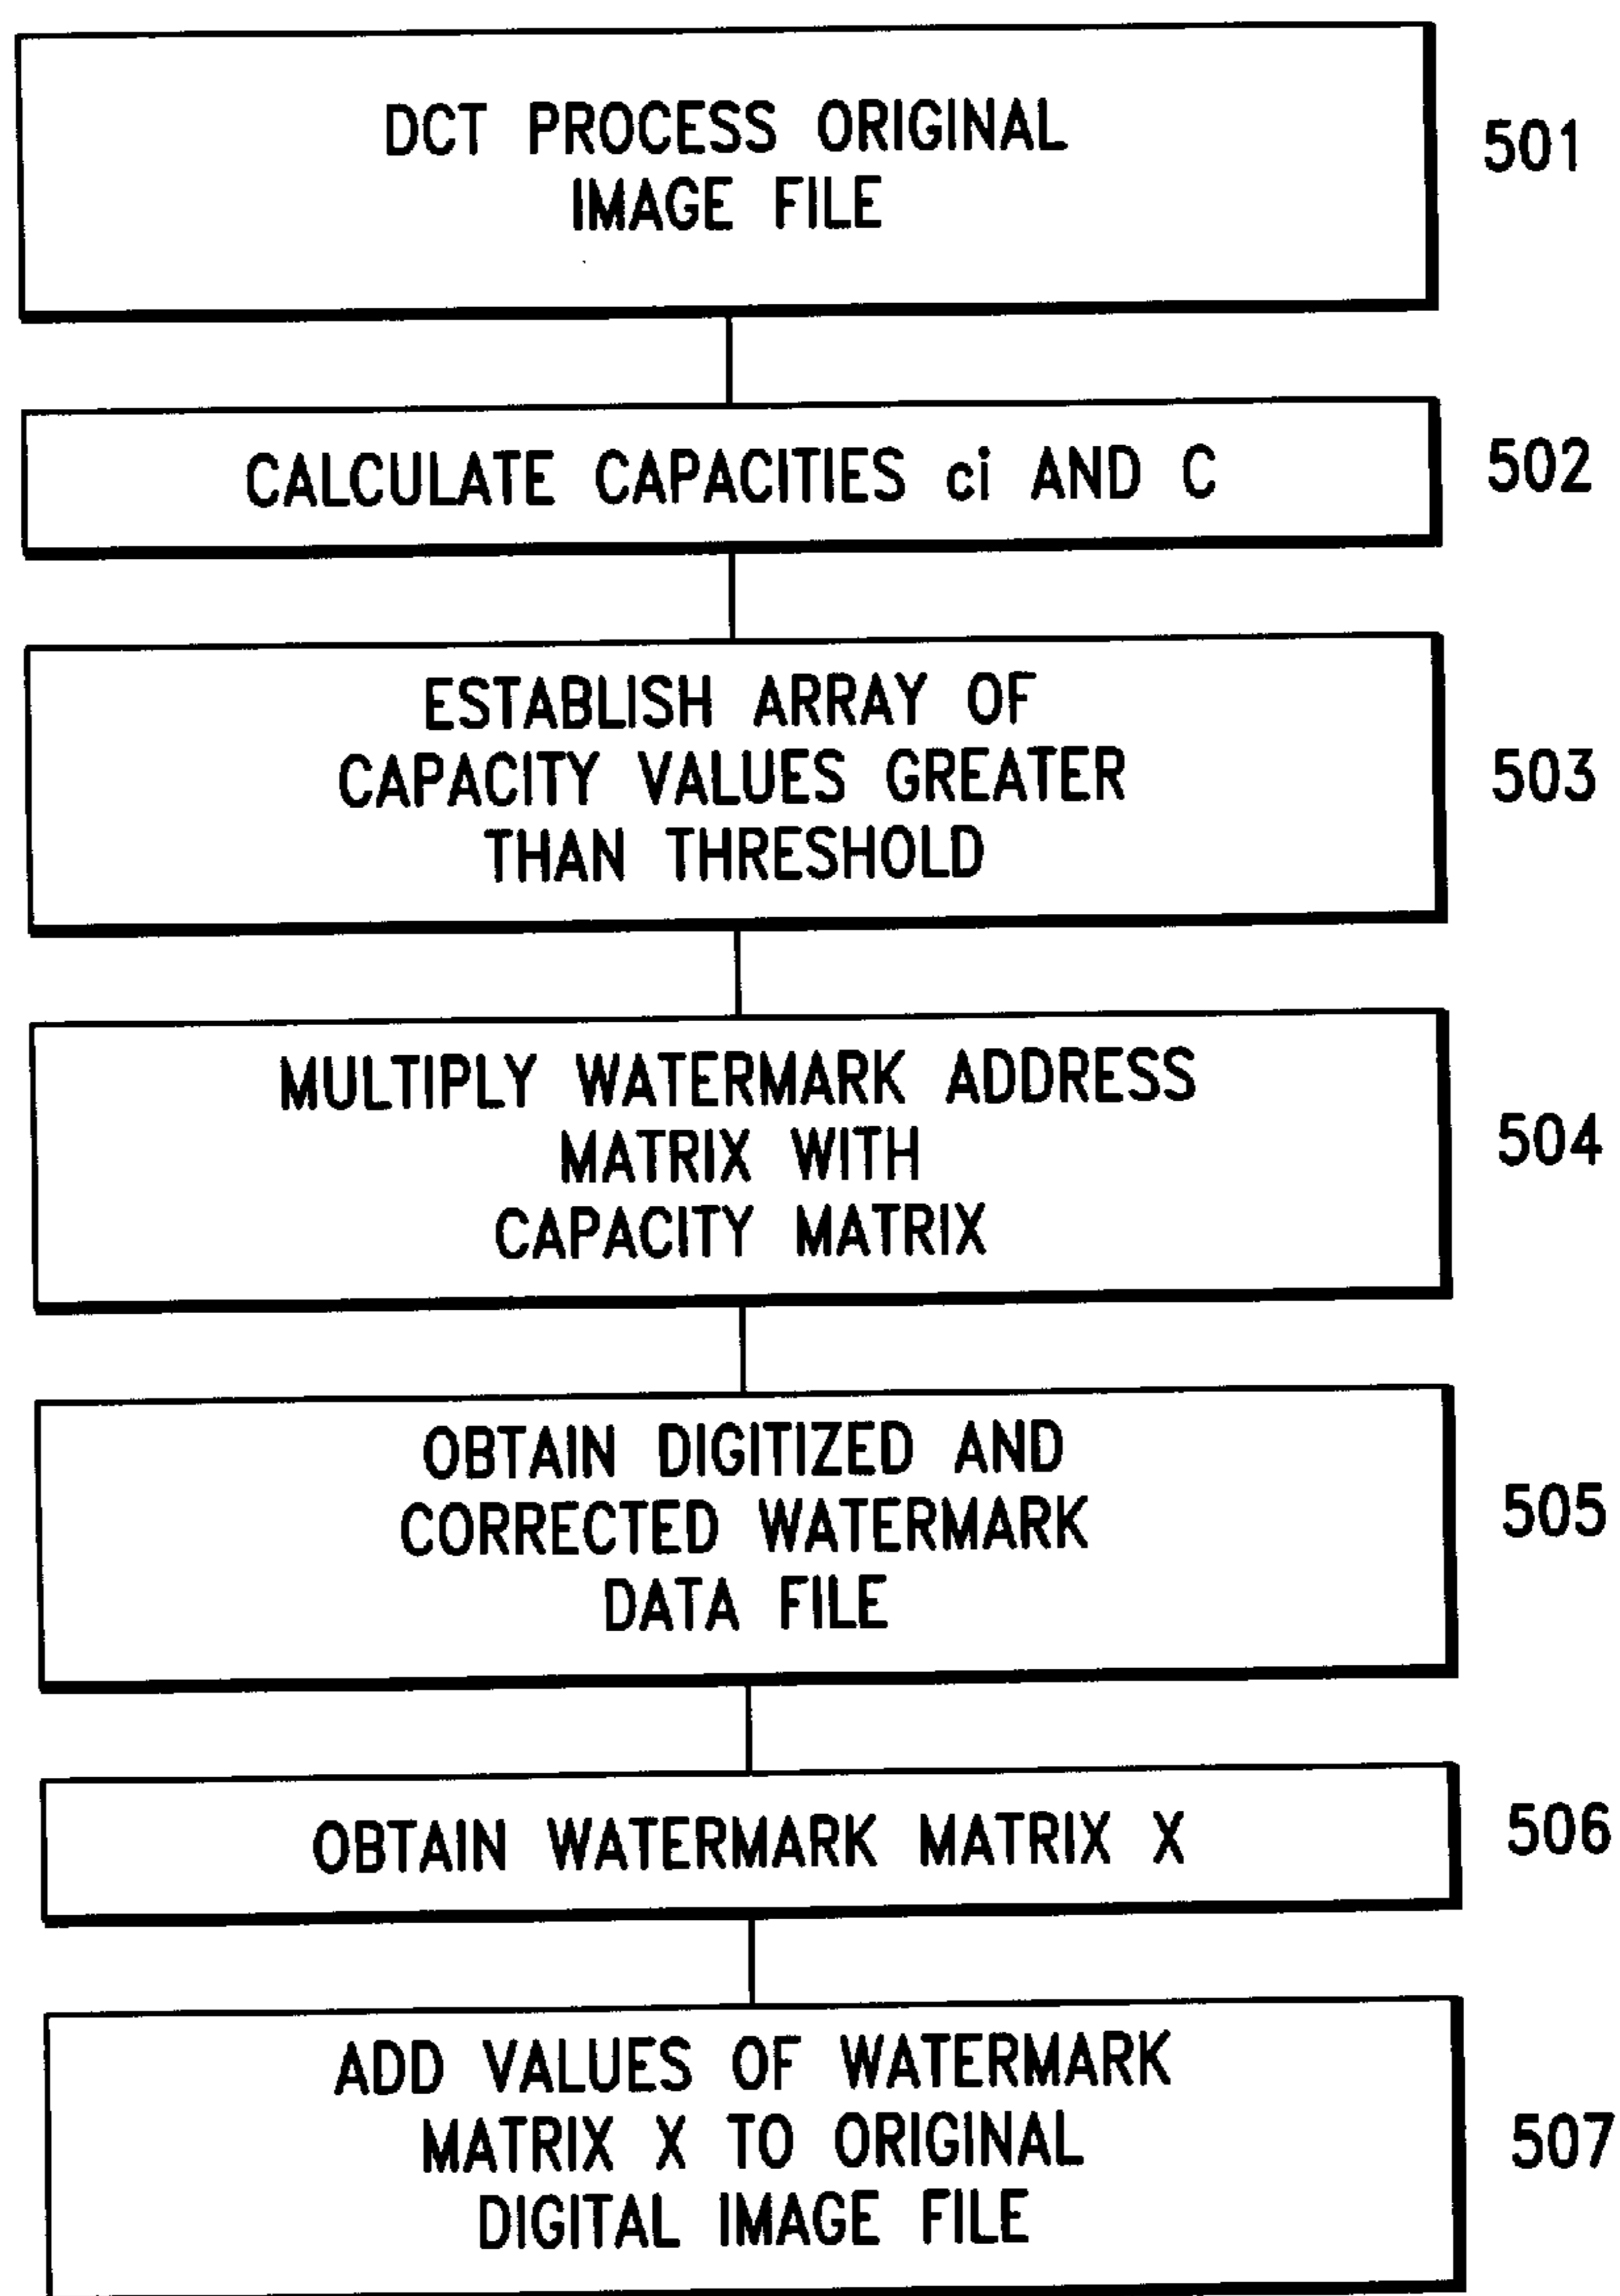 DCT PROCESS ORIGINAL
IMAGE FILE
501
CALCULATE CAPACITIES ci AND C
502
ESTABLISH ARRAY OF
CAPACITY VALUES GREATER
THAN THRESHOLD
503
MULTIPLY WATERMARK ADDRESS
MATRIX WITH
CAPACITY MATRIX
504
OBTAIN DIGITIZED AND
CORRECTED WATERMARK
DATA FILE
505
OBTAIN WATERMARK MATRIX X
506
ADD VALUES OF WATERMARK
MATRIX X TO ORIGINAL
DIGITAL IMAGE FILE
507